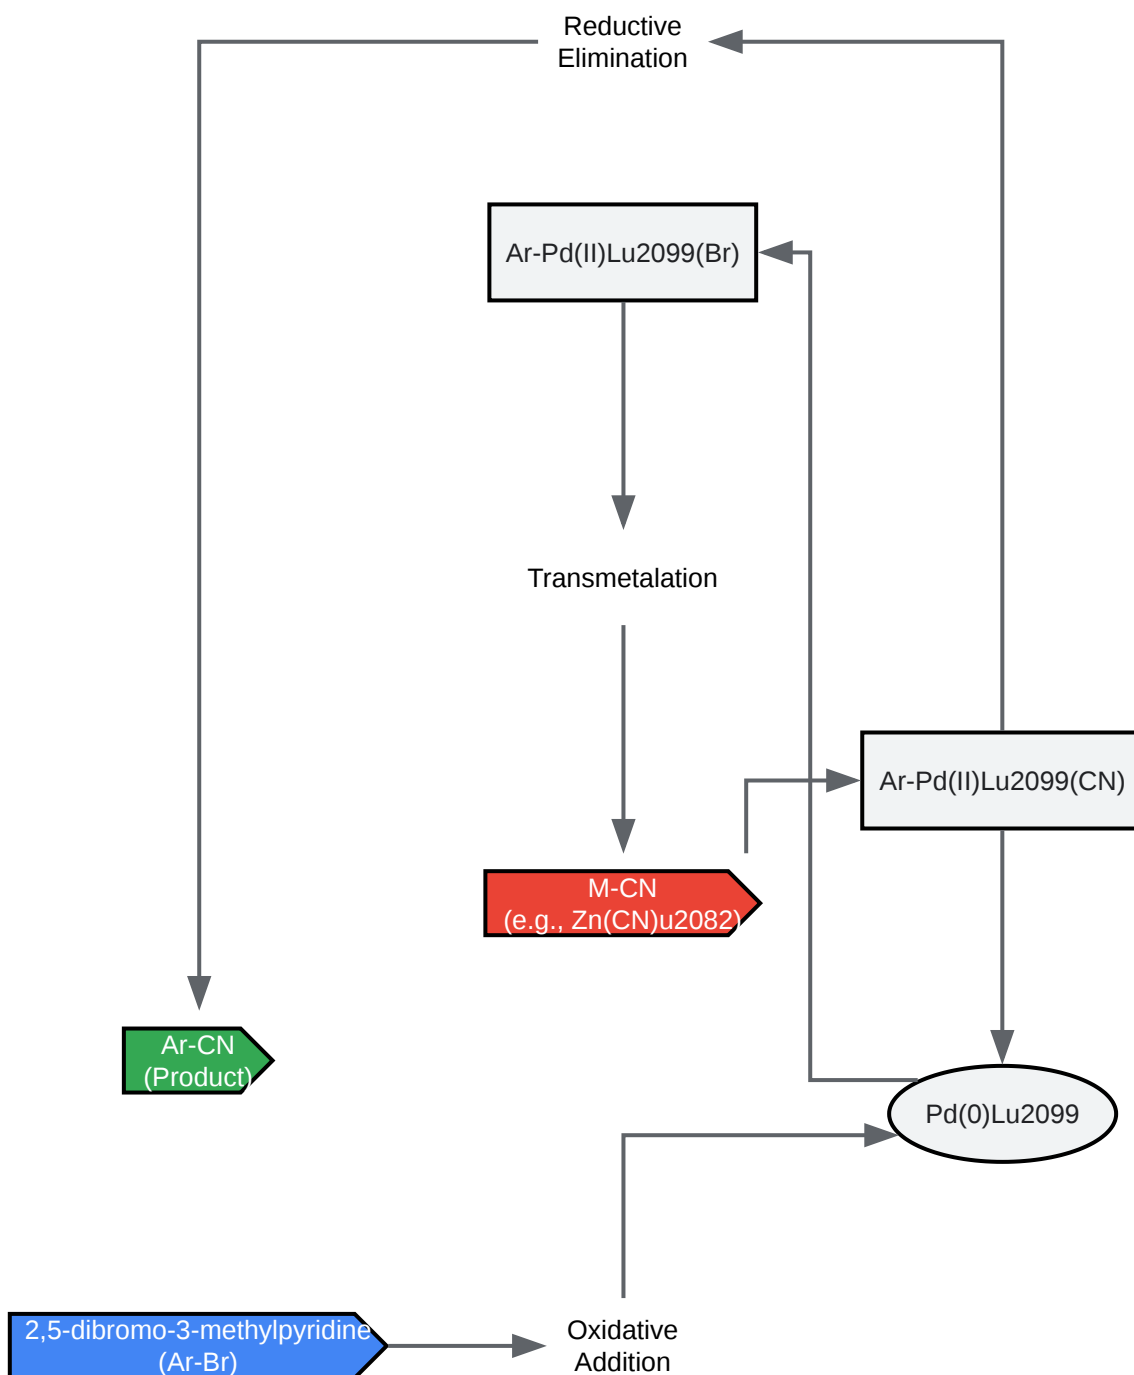 Reductive
Elimination
Ar-Pd(II)Lu2099(Br)
Transmetalation
Ar-Pd(II)Lu2099(CN)
M-CN
(e.g., Zn(CN)u2082)
Ar-CN
(Product)
Pd(0)Lu2099
2,5-dibromo-3-methylpyridine
(Ar-Br)
Oxidative
Addition